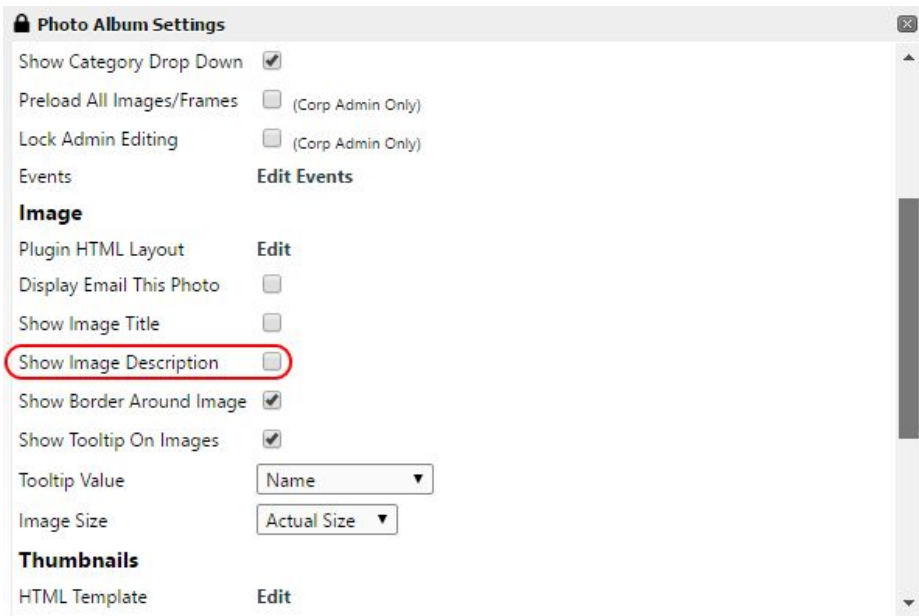 Photo Album Settings
Show Category Drop Down
Preload All Images/Frames (Corp Admin Only)
Lock Admin Editing (Corp Admin Only)
Events Edit Events
Image
Plugin HTML Layout Edit
Display Email This Photo
Show Image Title
Show Image Description
Show Border Around Image
Show Tooltip On Images
Tooltip Value Name
Image Size Actual Size
Thumbnails
HTML Template Edit